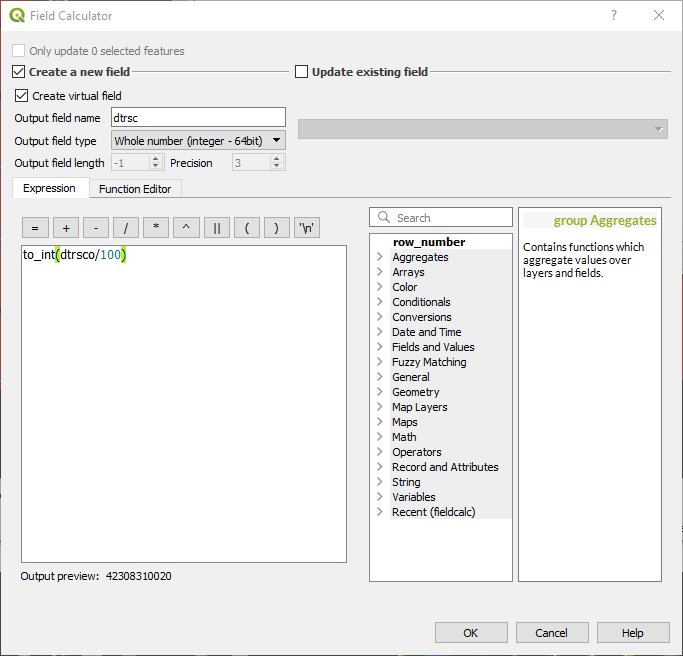 Field Calculator
?
Only update 0 selected features
Create a new field
Update existing field
Create virtual field
Output field name dtrsc
Output field type Whole number (integer - 64bit)
Output field length -1 Precision 3
Expression Function Editor
= + - / * ^ || ( ) '\n'
to_int(dtrsco/100)
Output preview: 42308310020
Search
row_number
Aggregates
Arrays
Color
Conditionals
Conversions
Date and Time
Fields and Values
Fuzzy Matching
General
Geometry
Map Layers
Maps
Math
Operators
Record and Attributes
String
Variables
Recent (fieldcalc)
group Aggregates
Contains functions which
aggregate values over
layers and fields.
OK Cancel Help